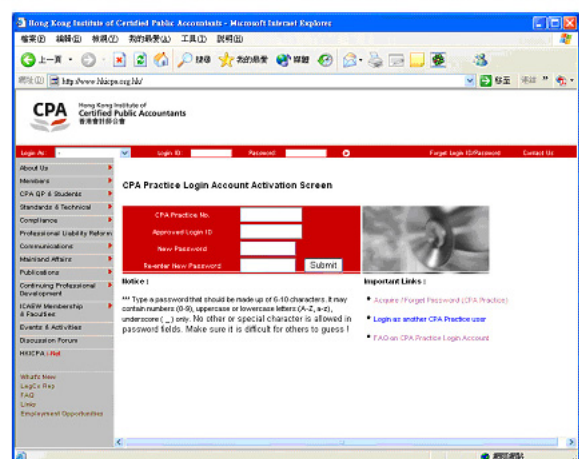 Hong Kong Institute of Certified Public Accountants - Microsoft Internet Explorer
檔案(F) 編輯(E) 檢視(V) 我的最愛(A) 工具(T) 說明(H)
上一頁 搜尋 我的最愛 媒體
網址(D) http://www.hkicpa.org.hk/ 移至 連結
CPA Hong Kong Institute of
Certified Public Accountants
香港會計師公會
Login As: Login ID: Password: Forget Login ID/Password Contact Us
About Us
Members
CPA QP & Students
Standards & Technical
Compliance
Professional Liability Reform
Communications
Mainland Affairs
Publications
Continuing Professional
Development
ICAEW Membership
& Faculties
Events & Activities
Discussion Forum
HKICPA i-Net
What's New
LegCo Rep
FAQ
Links
Employment Opportunities
CPA Practice Login Account Activation Screen
CPA Practice No.
Approved Login ID
New Password
Re-enter New Password Submit
Notice :
*** Type a password that should be made up of 6-10 characters. It may
contain numbers (0-9), uppercase or lowercase letters (A-Z, a-z),
underscore ( _ ) only. No other or special character is allowed in
password fields. Make sure it is difficult for others to guess !
Important Links :
Acquire / Forget Password (CPA Practice)
Login as another CPA Practice user
FAQ on CPA Practice Login Account
網際網路